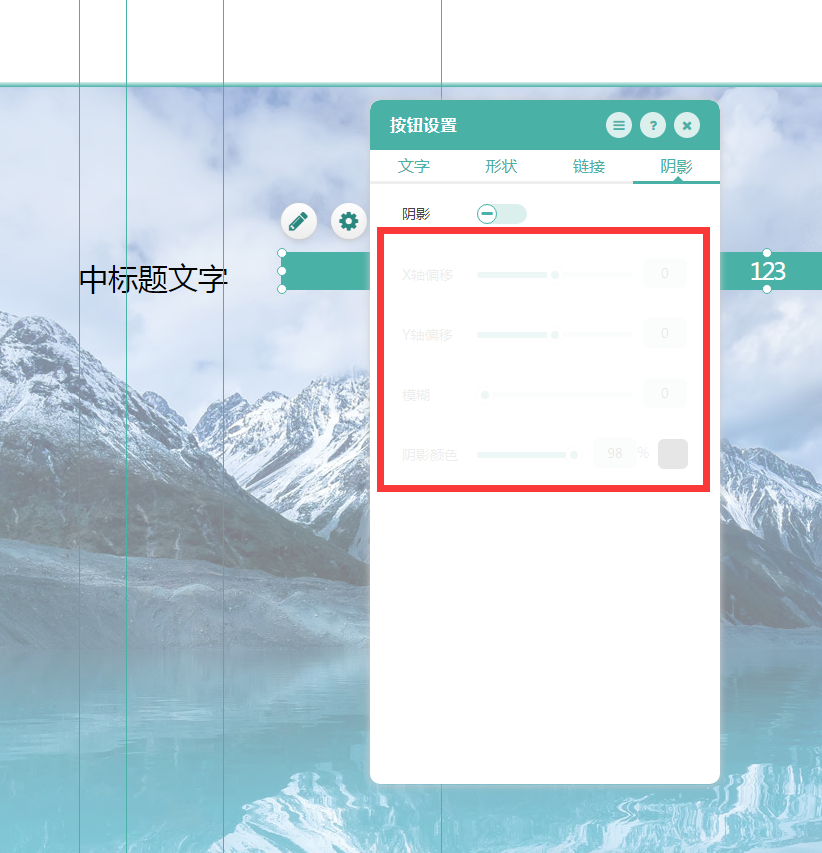 按钮设置
?
文字 形状 链接 阴影
阴影
中标题文字
123
X轴偏移 0
Y轴偏移 0
模糊 0
阴影颜色 98 %